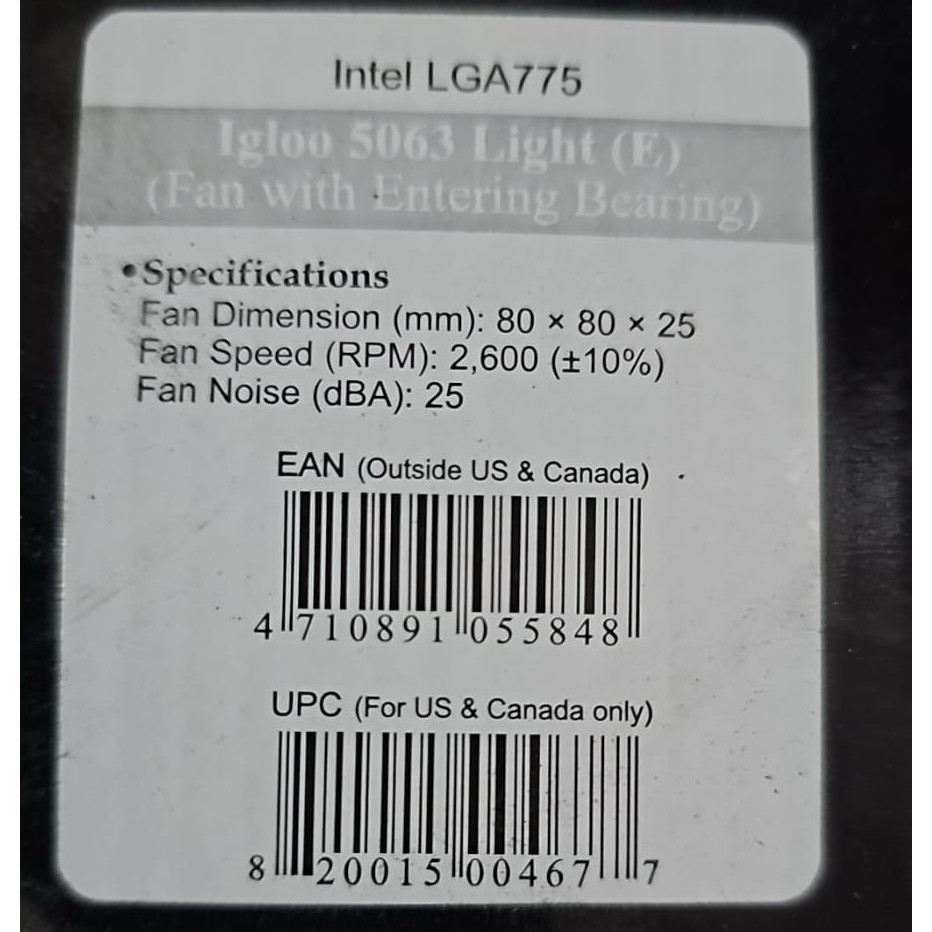 Intel LGA775
Igloo 5063 Light (E)
(Fan with Entering Bearing)
•Specifications
Fan Dimension (mm): 80 × 80 × 25
Fan Speed (RPM): 2,600 (±10%)
Fan Noise (dBA): 25
EAN (Outside US & Canada)
4 710891 055848
UPC (For US & Canada only)
8 20015 00467 7